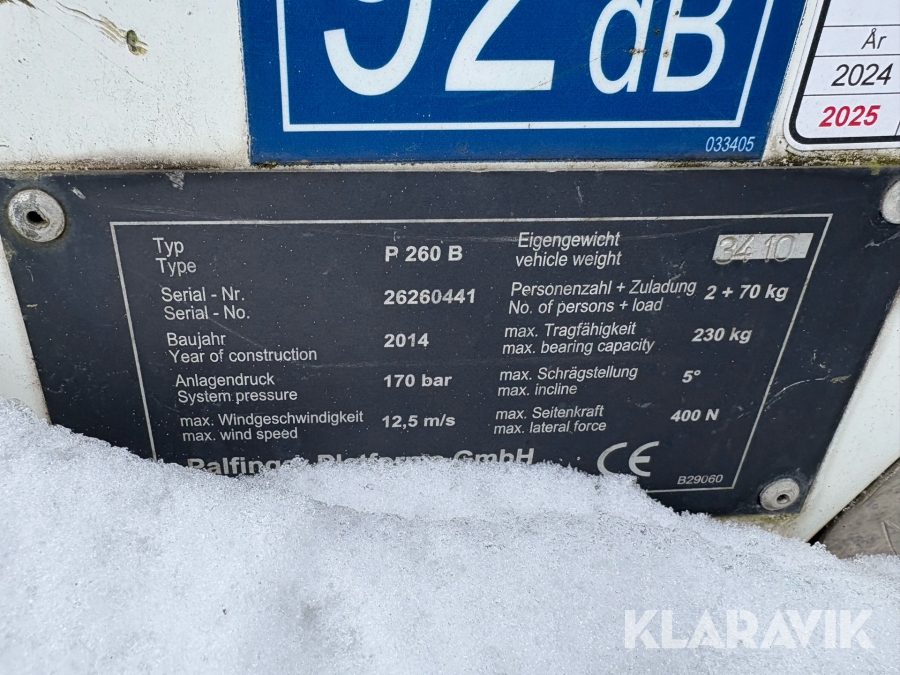 92 dB
033405
År
2024
2025
Typ
Type
P 260 B
Eigengewicht
vehicle weight
3410
Serial - Nr.
Serial - No.
26260441
Personenzahl + Zuladung
No. of persons + load
2 + 70 kg
Baujahr
Year of construction
2014
max. Tragfähigkeit
max. bearing capacity
230 kg
Anlagendruck
System pressure
170 bar
max. Schrägstellung
max. incline
5°
max. Windgeschwindigkeit
max. wind speed
12,5 m/s
max. Seitenkraft
max. lateral force
400 N
Palfinger Platforms GmbH
CE
B29060
KLARAVIK